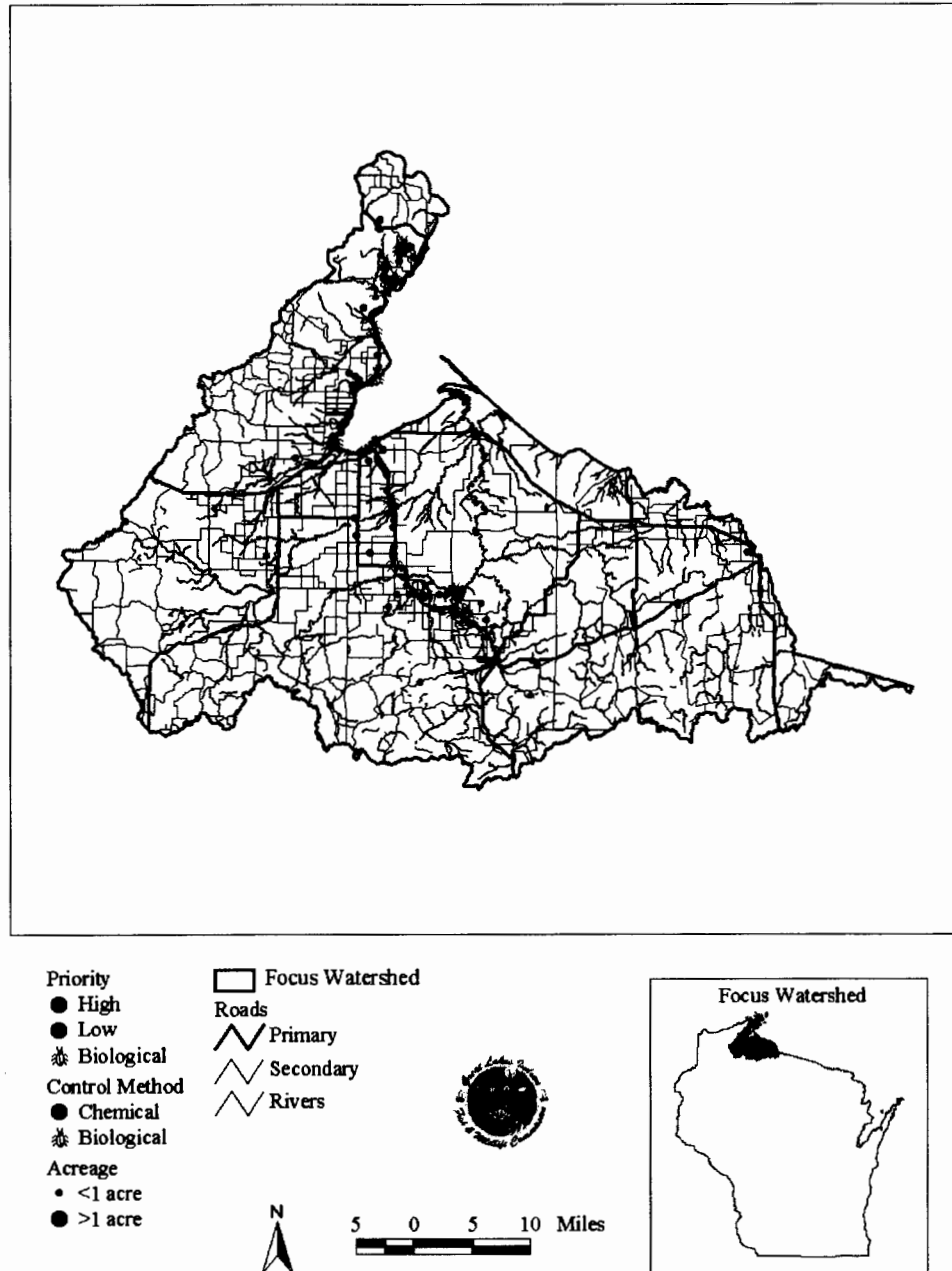 Priority
High
Low
Biological
Control Method
Chemical
Biological
Acreage
<1 acre
>1 acre
Focus Watershed
Roads
Primary
Secondary
Rivers
N
5 0 5 10 Miles
Focus Watershed